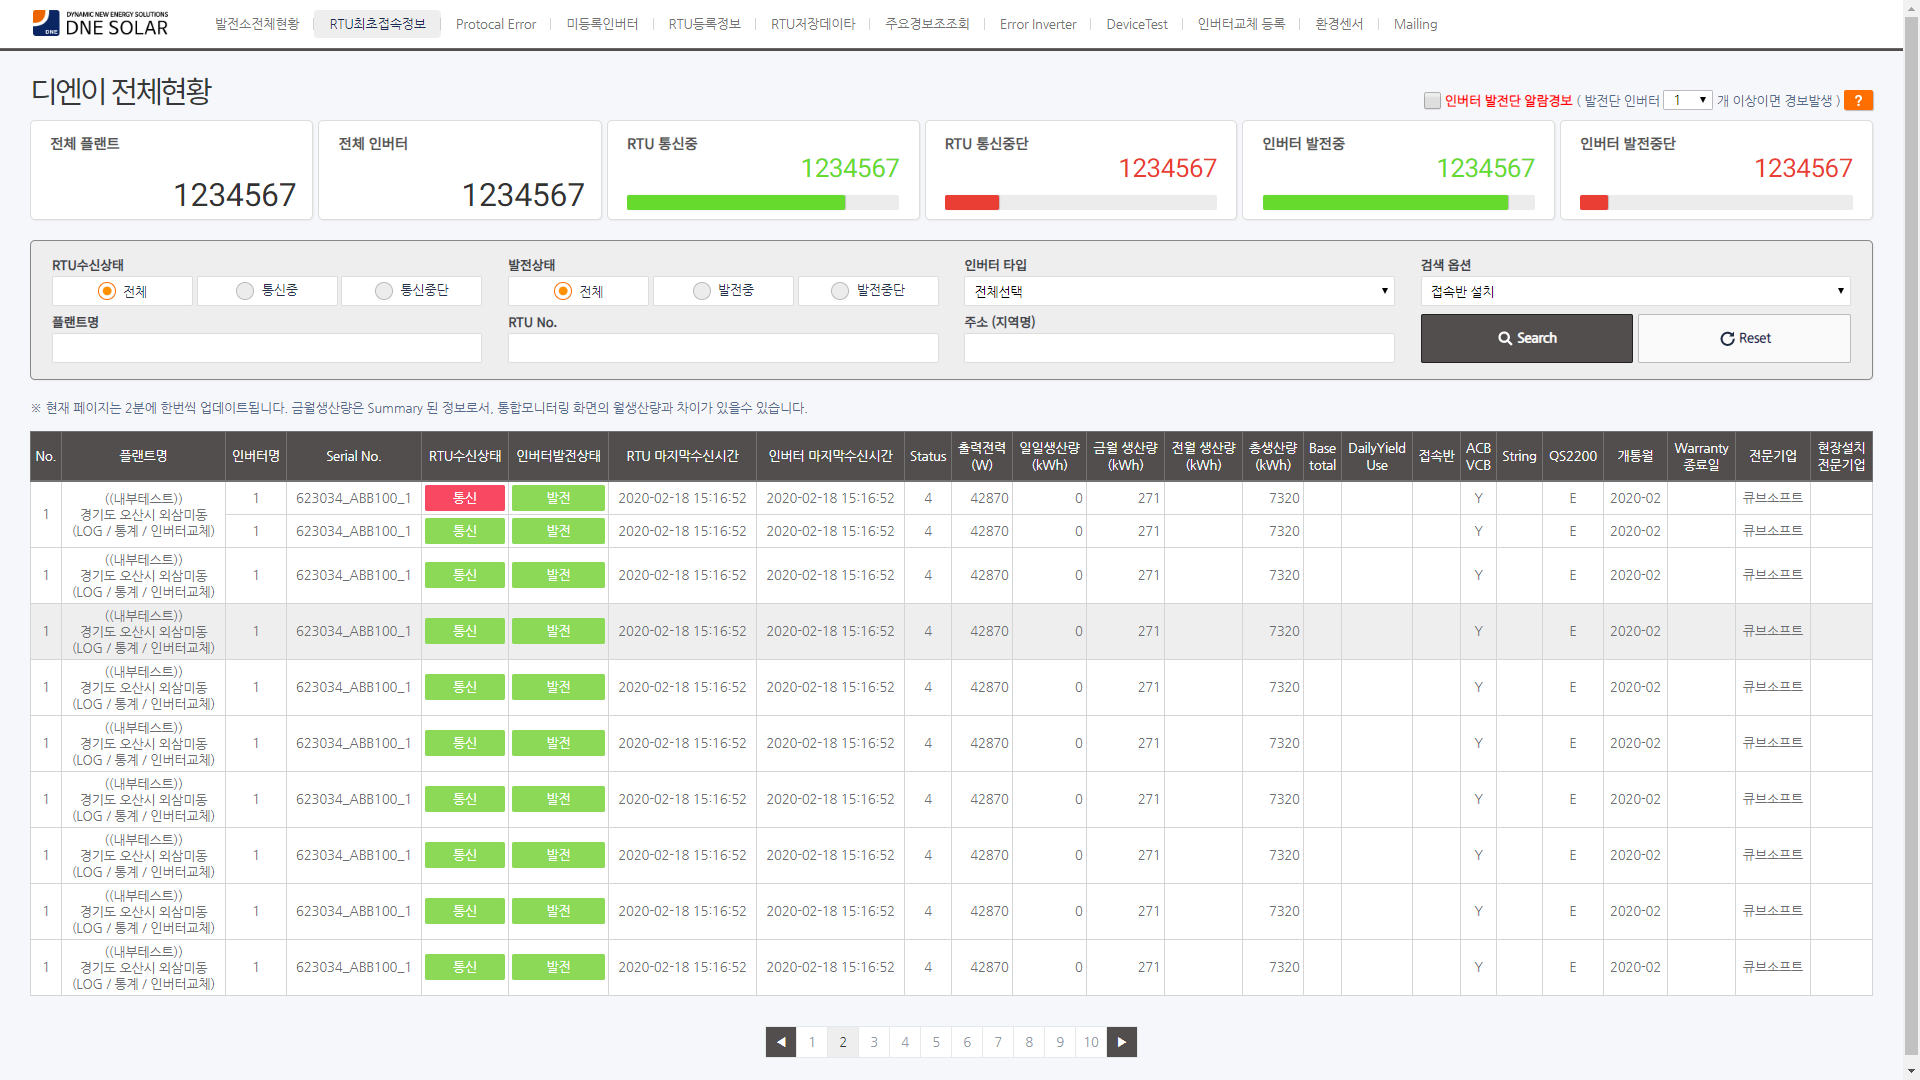 DYNAMIC NEW ENERGY SOLUTIONS
DNE
DNE SOLAR
발전소전체현황 RTU최초접속정보 Protocal Error 미등록인버터 RTU등록정보 RTU저장데이타 주요경보조조회 Error Inverter DeviceTest 인버터교체 등록 환경센서 Mailing
디엔이 전체현황
인버터 발전단 알람경보 ( 발전단 인버터 1 ▼ 개 이상이면 경보발생 ) ?
전체 플랜트 전체 인버터 RTU 통신중 RTU 통신중단 인버터 발전중 인버터 발전중단
1234567 1234567 1234567 1234567 1234567 1234567
RTU수신상태 발전상태 인버터 타입 검색 옵션
전체 통신중 통신중단 전체 발전중 발전중단 전체선택 ▼ 접속반 설치 ▼
플랜트명 RTU No. 주소 (지역명)
Search Reset
※ 현재 페이지는 2분에 한번씩 업데이트됩니다. 금월생산량은 Summary 된 정보로서, 통합모니터링 화면의 월생산량과 차이가 있을수 있습니다.
No. 플랜트명 인버터명 Serial No. RTU수신상태 인버터발전상태 RTU 마지막수신시간 인버터 마지막수신시간 Status 출력전력 (W) 일일생산량 (kWh) 금월 생산량 (kWh) 전월 생산량 (kWh) 총생산량 (kWh) Base total DailyYield Use 접속반 ACB VCB String QS2200 개통월 Warranty 종료일 전문기업 현장설치 전문기업
1 ((내부테스트)) 경기도 오산시 외삼미동 (LOG / 통계 / 인버터교체) 1 623034_ABB100_1 통신 발전 2020-02-18 15:16:52 2020-02-18 15:16:52 4 42870 0 271 7320 Y E 2020-02 큐브소프트
1 623034_ABB100_1 통신 발전 2020-02-18 15:16:52 2020-02-18 15:16:52 4 42870 0 271 7320 Y E 2020-02 큐브소프트
1 ((내부테스트)) 경기도 오산시 외삼미동 (LOG / 통계 / 인버터교체) 1 623034_ABB100_1 통신 발전 2020-02-18 15:16:52 2020-02-18 15:16:52 4 42870 0 271 7320 Y E 2020-02 큐브소프트
1 ((내부테스트)) 경기도 오산시 외삼미동 (LOG / 통계 / 인버터교체) 1 623034_ABB100_1 통신 발전 2020-02-18 15:16:52 2020-02-18 15:16:52 4 42870 0 271 7320 Y E 2020-02 큐브소프트
1 ((내부테스트)) 경기도 오산시 외삼미동 (LOG / 통계 / 인버터교체) 1 623034_ABB100_1 통신 발전 2020-02-18 15:16:52 2020-02-18 15:16:52 4 42870 0 271 7320 Y E 2020-02 큐브소프트
1 ((내부테스트)) 경기도 오산시 외삼미동 (LOG / 통계 / 인버터교체) 1 623034_ABB100_1 통신 발전 2020-02-18 15:16:52 2020-02-18 15:16:52 4 42870 0 271 7320 Y E 2020-02 큐브소프트
1 ((내부테스트)) 경기도 오산시 외삼미동 (LOG / 통계 / 인버터교체) 1 623034_ABB100_1 통신 발전 2020-02-18 15:16:52 2020-02-18 15:16:52 4 42870 0 271 7320 Y E 2020-02 큐브소프트
1 ((내부테스트)) 경기도 오산시 외삼미동 (LOG / 통계 / 인버터교체) 1 623034_ABB100_1 통신 발전 2020-02-18 15:16:52 2020-02-18 15:16:52 4 42870 0 271 7320 Y E 2020-02 큐브소프트
1 ((내부테스트)) 경기도 오산시 외삼미동 (LOG / 통계 / 인버터교체) 1 623034_ABB100_1 통신 발전 2020-02-18 15:16:52 2020-02-18 15:16:52 4 42870 0 271 7320 Y E 2020-02 큐브소프트
1 ((내부테스트)) 경기도 오산시 외삼미동 (LOG / 통계 / 인버터교체) 1 623034_ABB100_1 통신 발전 2020-02-18 15:16:52 2020-02-18 15:16:52 4 42870 0 271 7320 Y E 2020-02 큐브소프트
◀ 1 2 3 4 5 6 7 8 9 10 ▶